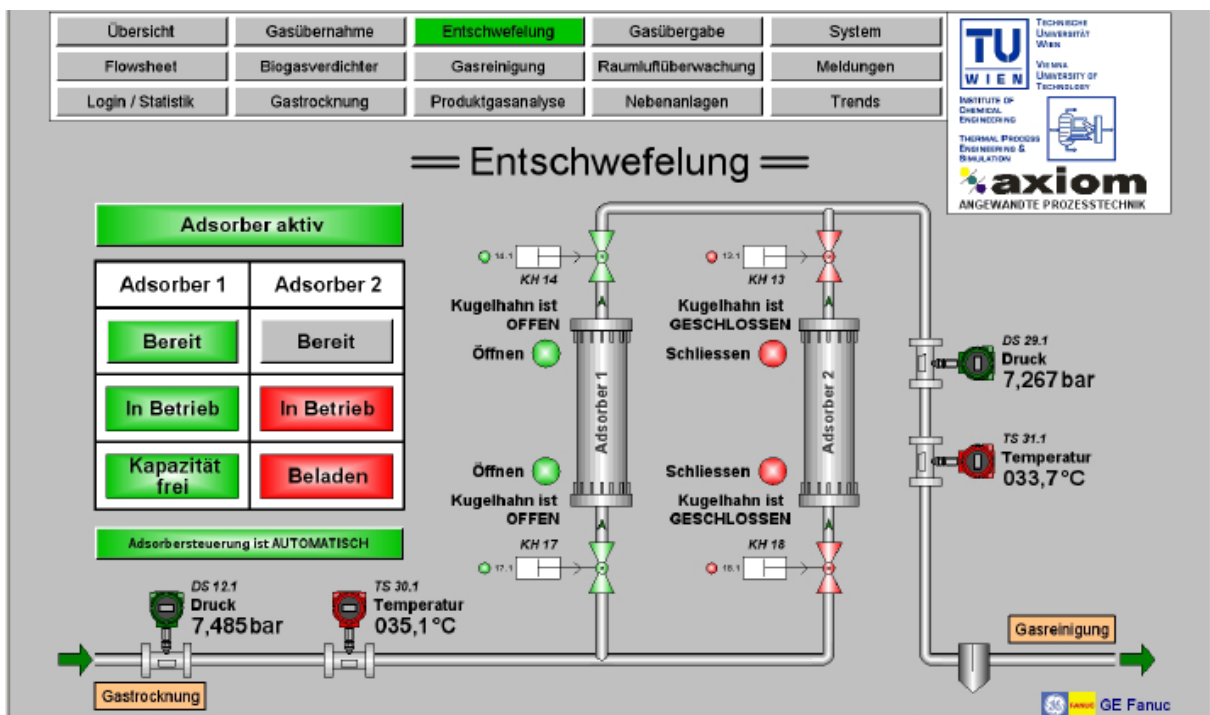 Übersicht
Gasübernahme
Entschwefelung
Gasübergabe
System
Flowsheet
Biogasverdichter
Gasreinigung
Raumluftüberwachung
Meldungen
Login / Statistik
Gastrocknung
Produktgasanalyse
Nebenanlagen
Trends
TU
WIEN
TECHNISCHE
UNIVERSITÄT
WIEN
VIENNA
UNIVERSITY OF
TECHNOLOGY
INSTITUTE OF
CHEMICAL
ENGINEERING
THERMAL PROCESS
ENGINEERING &
SIMULATION
axiom
ANGEWANDTE PROZESSTECHNIK
Entschwefelung
Adsorber aktiv
Adsorber 1
Adsorber 2
Bereit
Bereit
In Betrieb
In Betrieb
Kapazität
frei
Beladen
Adsorbersteuerung ist AUTOMATISCH
14.1
KH 14
Kugelhahn ist
OFFEN
Öffnen
Adsorber 1
Öffnen
Kugelhahn ist
OFFEN
KH 17
17.1
KH 13
Kugelhahn ist
GESCHLOSSEN
Schliessen
Adsorber 2
Schliessen
Kugelhahn ist
GESCHLOSSEN
KH 18
18.1
DS 29.1
Druck
7,267 bar
TS 31.1
Temperatur
033,7 °C
DS 12.1
Druck
7,485 bar
TS 30.1
Temperatur
035,1 °C
Gastrocknung
Gasreinigung
FANUC
GE Fanuc